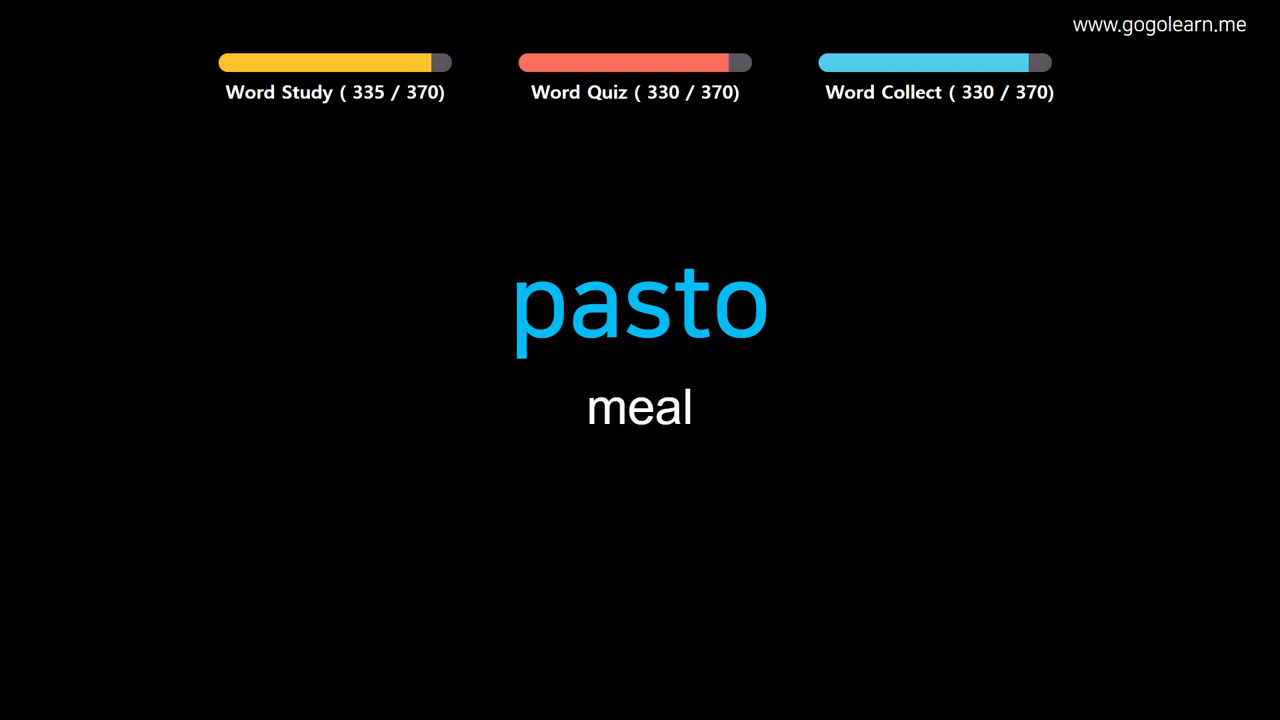 www.gogolearn.me
Word Study ( 335 / 370)
Word Quiz ( 330 / 370)
Word Collect ( 330 / 370)
pasto
meal